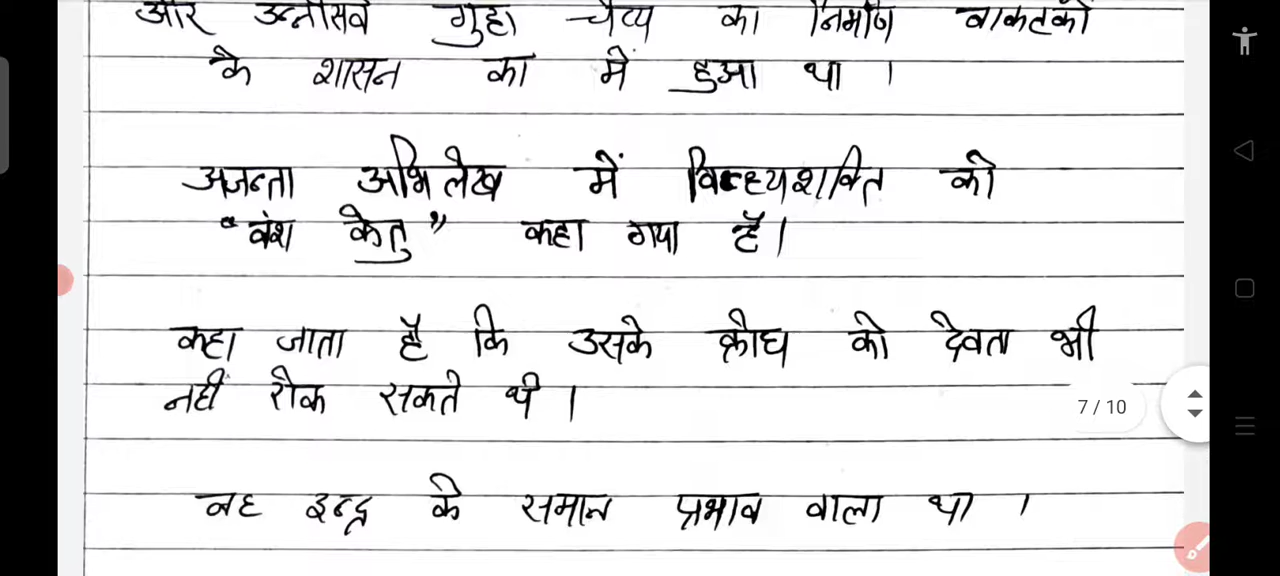 और उन्नीसवे गुहा चैत्य का निर्माण वाकटको
के शासन का में हुआ था ।
अजन्ता अभिलेख में विन्ध्यशक्ति को
"वंश केतु" कहा गया है।
कहा जाता है कि उसके क्रोध को देवता भी
नहीं रोक सकते थे ।
7 / 10
वह इन्द्र के समान प्रभाव वाला था ।